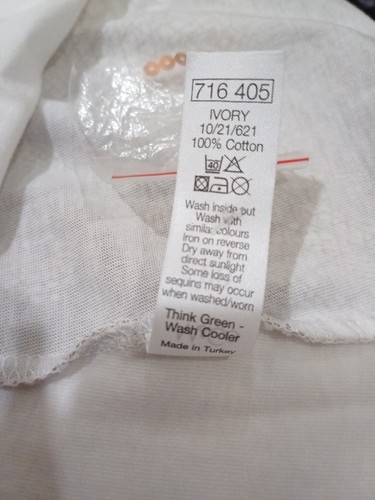 716 405
IVORY
10/21/621
100% Cotton
40
Wash inside out
Wash with
similar colours
Iron on reverse
Dry away from
direct sunlight
Some loss of
sequins may occur
when washed/worn
Think Green -
Wash Cooler
Made in Turkey